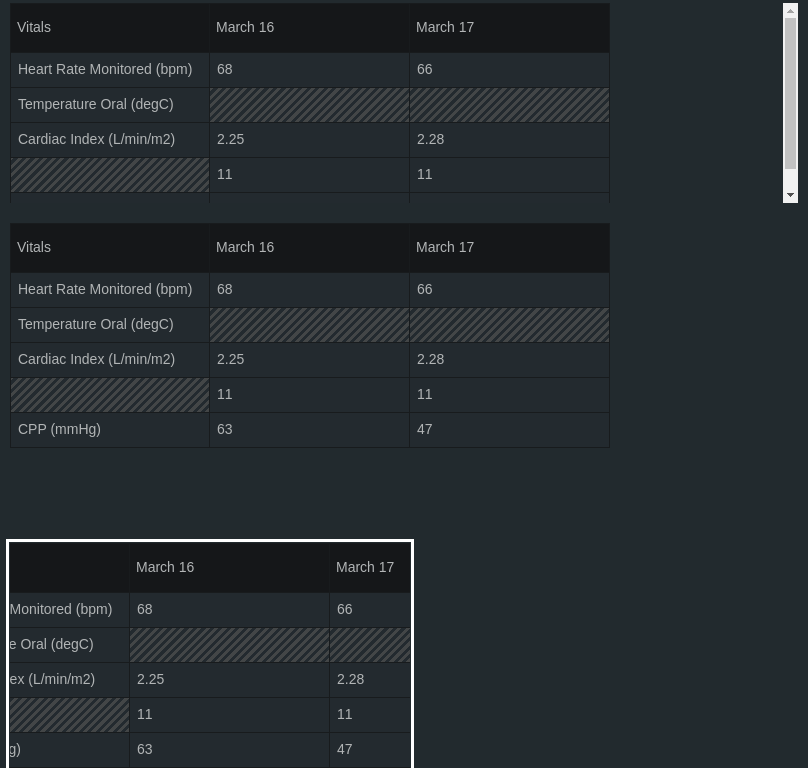 Vitals March 16 March 17
Heart Rate Monitored (bpm) 68 66
Temperature Oral (degC)
Cardiac Index (L/min/m2) 2.25 2.28
11 11
Vitals March 16 March 17
Heart Rate Monitored (bpm) 68 66
Temperature Oral (degC)
Cardiac Index (L/min/m2) 2.25 2.28
11 11
CPP (mmHg) 63 47
March 16 March 17
Monitored (bpm) 68 66
e Oral (degC)
ex (L/min/m2) 2.25 2.28
11 11
g) 63 47